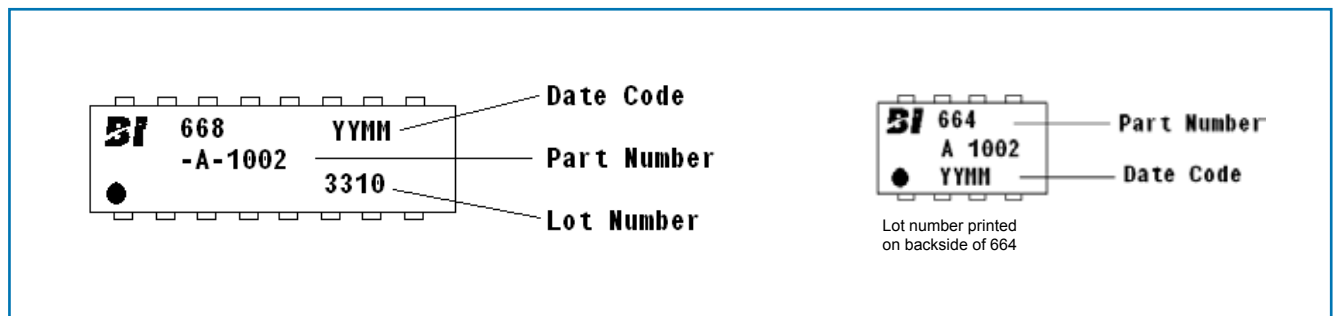 BI
668
YYMM
-A-1002
3310
Date Code
Part Number
Lot Number
BI
664
A 1002
YYMM
Part Number
Date Code
Lot number printed
on backside of 664